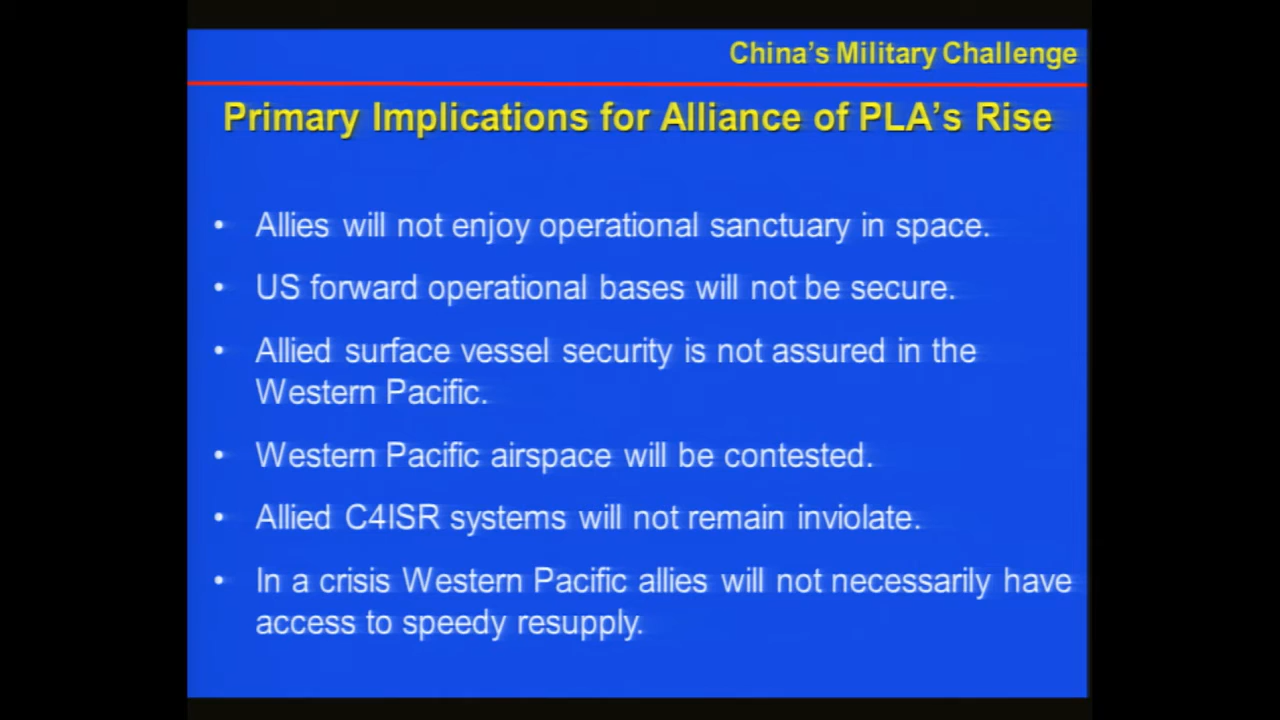 China's Military Challenge
Primary Implications for Alliance of PLA's Rise
• Allies will not enjoy operational sanctuary in space.
• US forward operational bases will not be secure.
• Allied surface vessel security is not assured in the
Western Pacific.
• Western Pacific airspace will be contested.
• Allied C4ISR systems will not remain inviolate.
• In a crisis Western Pacific allies will not necessarily have
access to speedy resupply.